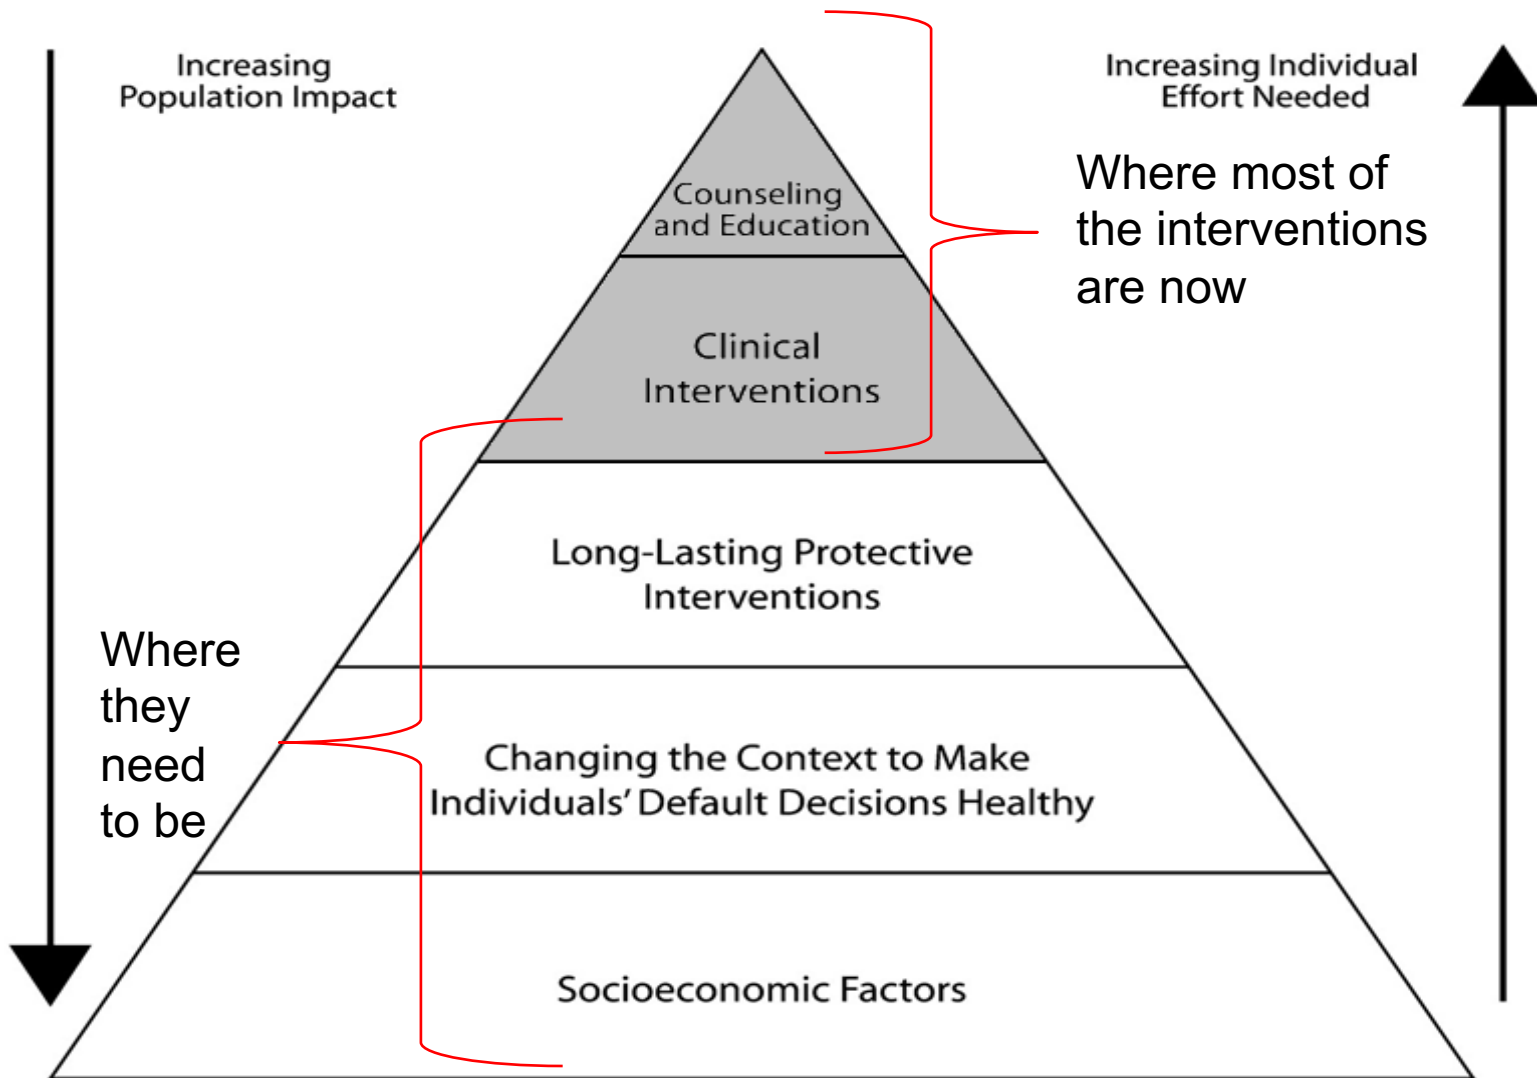 Increasing
Population Impact
Increasing Individual
Effort Needed
Counseling
and Education
Where most of
the interventions
are now
Clinical
Interventions
Long-Lasting Protective
Interventions
Where
they
need
to be
Changing the Context to Make
Individuals’ Default Decisions Healthy
Socioeconomic Factors